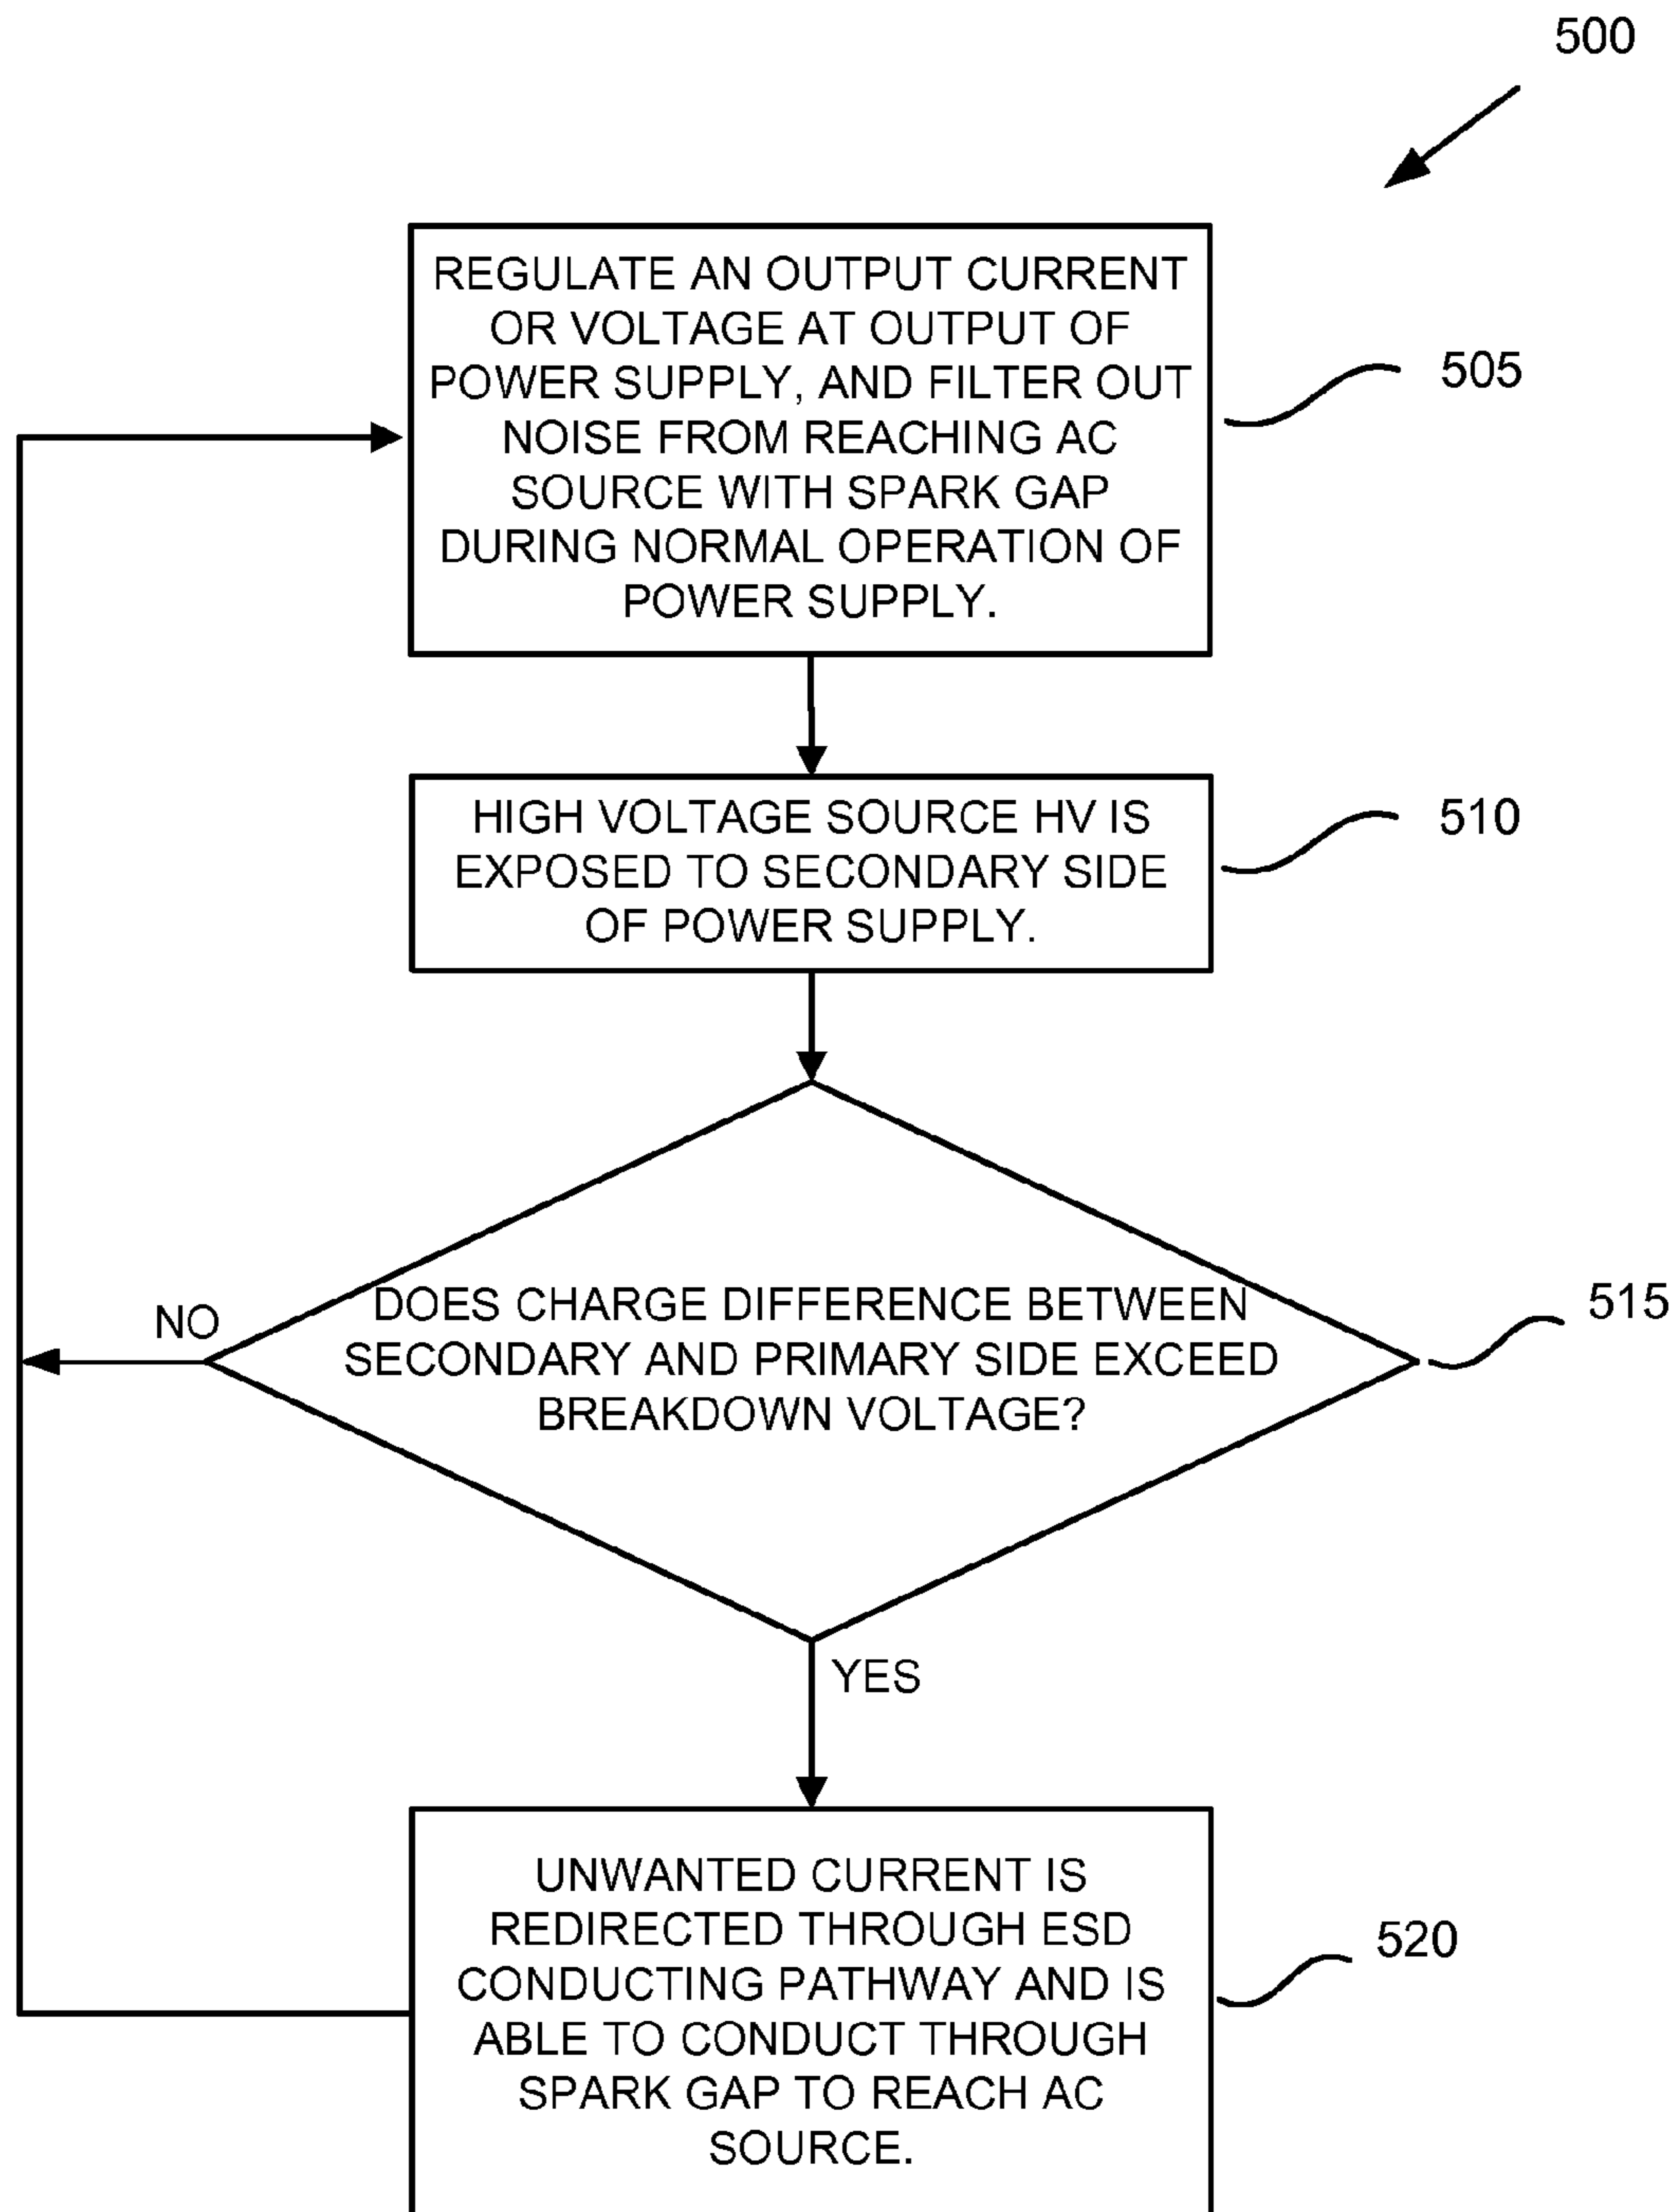 500
REGULATE AN OUTPUT CURRENT
OR VOLTAGE AT OUTPUT OF
POWER SUPPLY, AND FILTER OUT
NOISE FROM REACHING AC
SOURCE WITH SPARK GAP
DURING NORMAL OPERATION OF
POWER SUPPLY.
505
HIGH VOLTAGE SOURCE HV IS
EXPOSED TO SECONDARY SIDE
OF POWER SUPPLY.
510
DOES CHARGE DIFFERENCE BETWEEN
SECONDARY AND PRIMARY SIDE EXCEED
BREAKDOWN VOLTAGE?
515
NO
YES
UNWANTED CURRENT IS
REDIRECTED THROUGH ESD
CONDUCTING PATHWAY AND IS
ABLE TO CONDUCT THROUGH
SPARK GAP TO REACH AC
SOURCE.
520